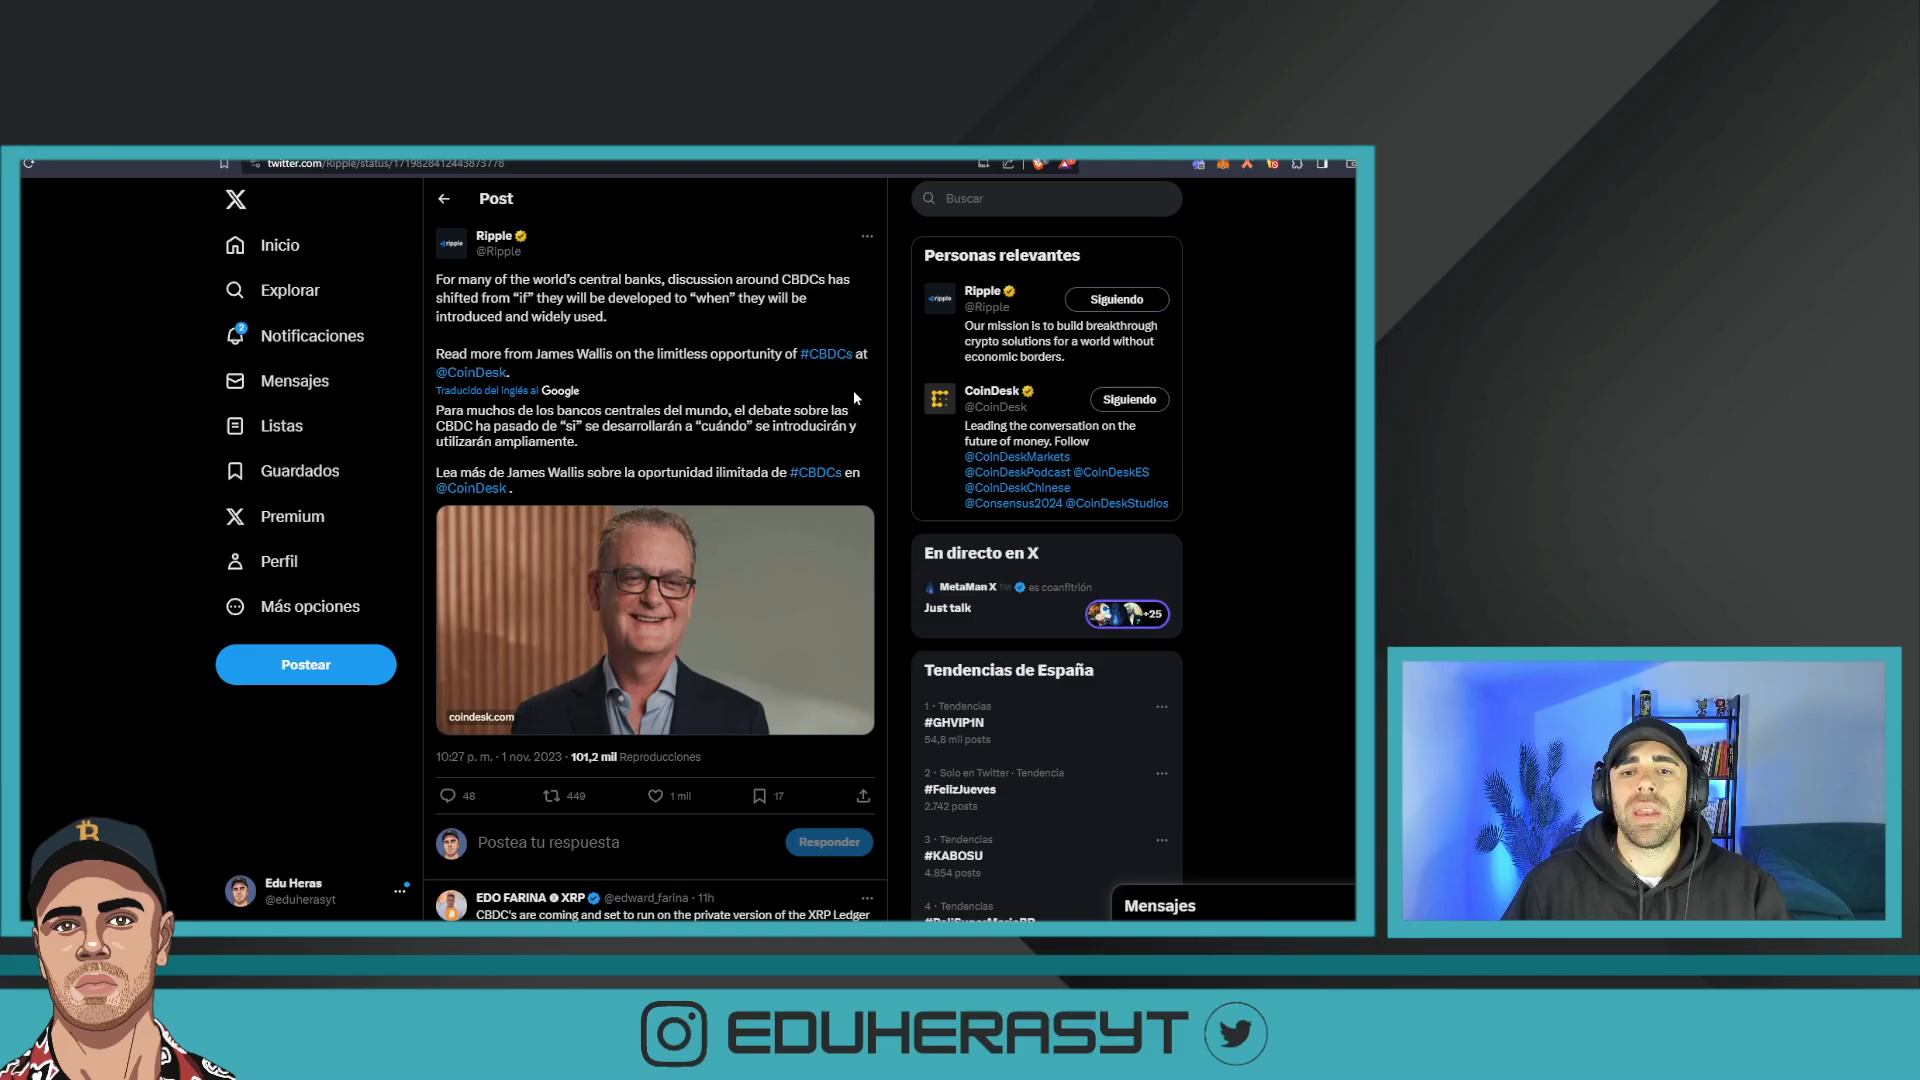 twitter.com/Ripple/status/1719828412443873778
Post
Buscar
Inicio
Explorar
2
Notificaciones
Mensajes
Listas
Guardados
Premium
Perfil
Más opciones
Postear
Edu Heras
@eduherasyt
ripple
Ripple
@Ripple
For many of the world's central banks, discussion around CBDCs has
shifted from “if” they will be developed to “when” they will be
introduced and widely used.
Read more from James Wallis on the limitless opportunity of #CBDCs at
@CoinDesk.
Traducido del inglés al Google
Para muchos de los bancos centrales del mundo, el debate sobre las
CBDC ha pasado de “si” se desarrollarán a “cuándo” se introducirán y
utilizarán ampliamente.
Lea más de James Wallis sobre la oportunidad ilimitada de #CBDCs en
@CoinDesk .
coindesk.com
10:27 p. m. · 1 nov. 2023 · 101,2 mil Reproducciones
48 449 1 mil 17
Postea tu respuesta
Responder
EDO FARINA XRP @edward_farina · 11h
CBDC's are coming and set to run on the private version of the XRP Ledger
Personas relevantes
ripple
Ripple
@Ripple
Siguiendo
Our mission is to build breakthrough
crypto solutions for a world without
economic borders.
CoinDesk
@CoinDesk
Siguiendo
Leading the conversation on the
future of money. Follow
@CoinDeskMarkets
@CoinDeskPodcast @CoinDeskES
@CoinDeskChinese
@Consensus2024 @CoinDeskStudios
En directo en X
MetaMan X ™ es coanfitrión
Just talk
+25
Tendencias de España
1 · Tendencias
#GHVIP1N
54,8 mil posts
2 · Solo en Twitter · Tendencia
#FelizJueves
2.742 posts
3 · Tendencias
#KABOSU
4.854 posts
4 · Tendencias
Mensajes
EDUHERASYT